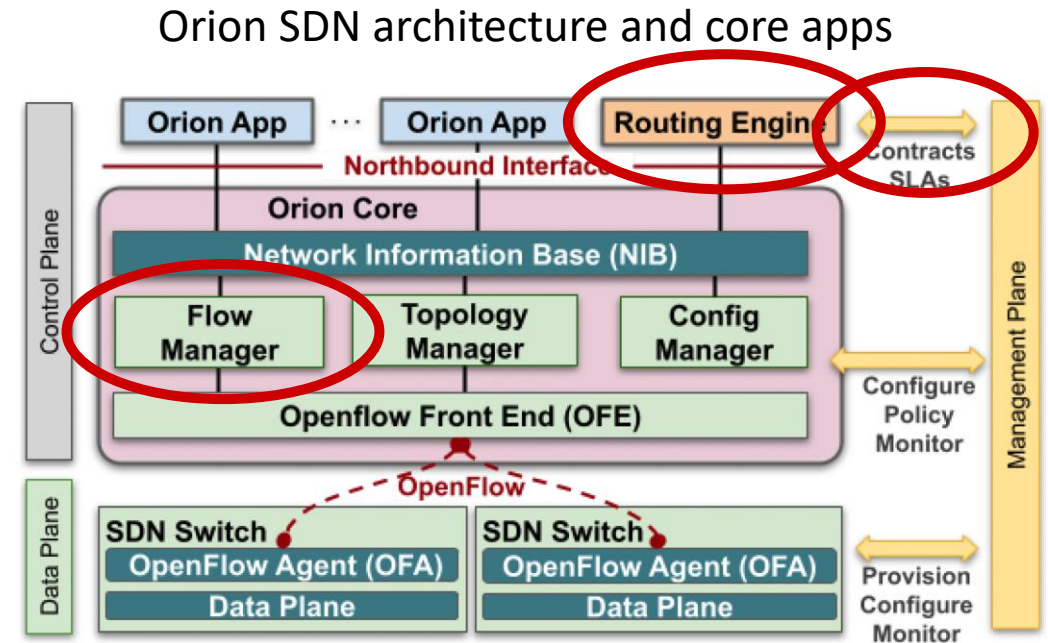 Orion SDN architecture and core apps
Orion App
...
Orion App
Routing Engine
Contracts
SLAs
Northbound Interface
Orion Core
Network Information Base (NIB)
Control Plane
Flow
Manager
Topology
Manager
Config
Manager
Configure
Policy
Monitor
Management Plane
Openflow Front End (OFE)
OpenFlow
Data Plane
SDN Switch
OpenFlow Agent (OFA)
Data Plane
SDN Switch
OpenFlow Agent (OFA)
Data Plane
Provision
Configure
Monitor